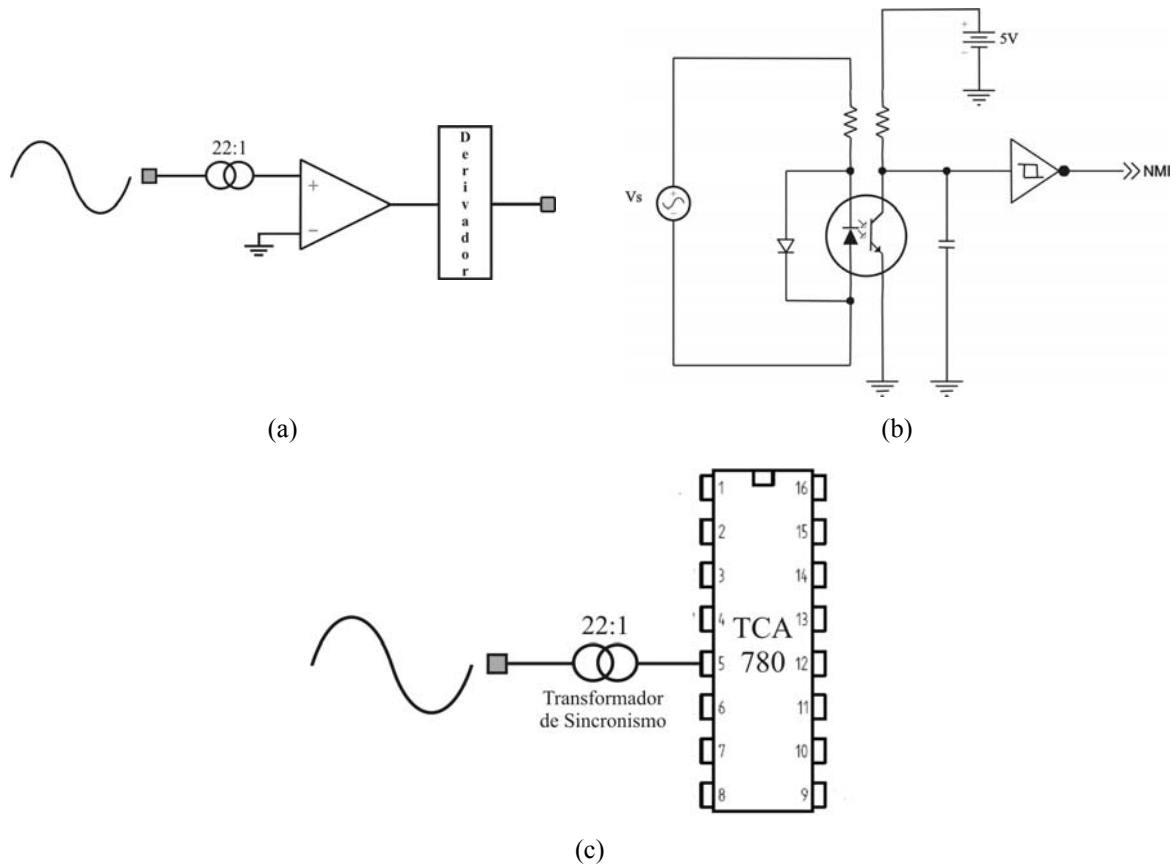 22:1
+
−
Derivador
(a)
+
−
5V
Vs
+
−
NMI
(b)
22:1
Transformador
de Sincronismo
TCA
780
1
2
3
4
5
6
7
8
16
15
14
13
12
11
10
9
(c)